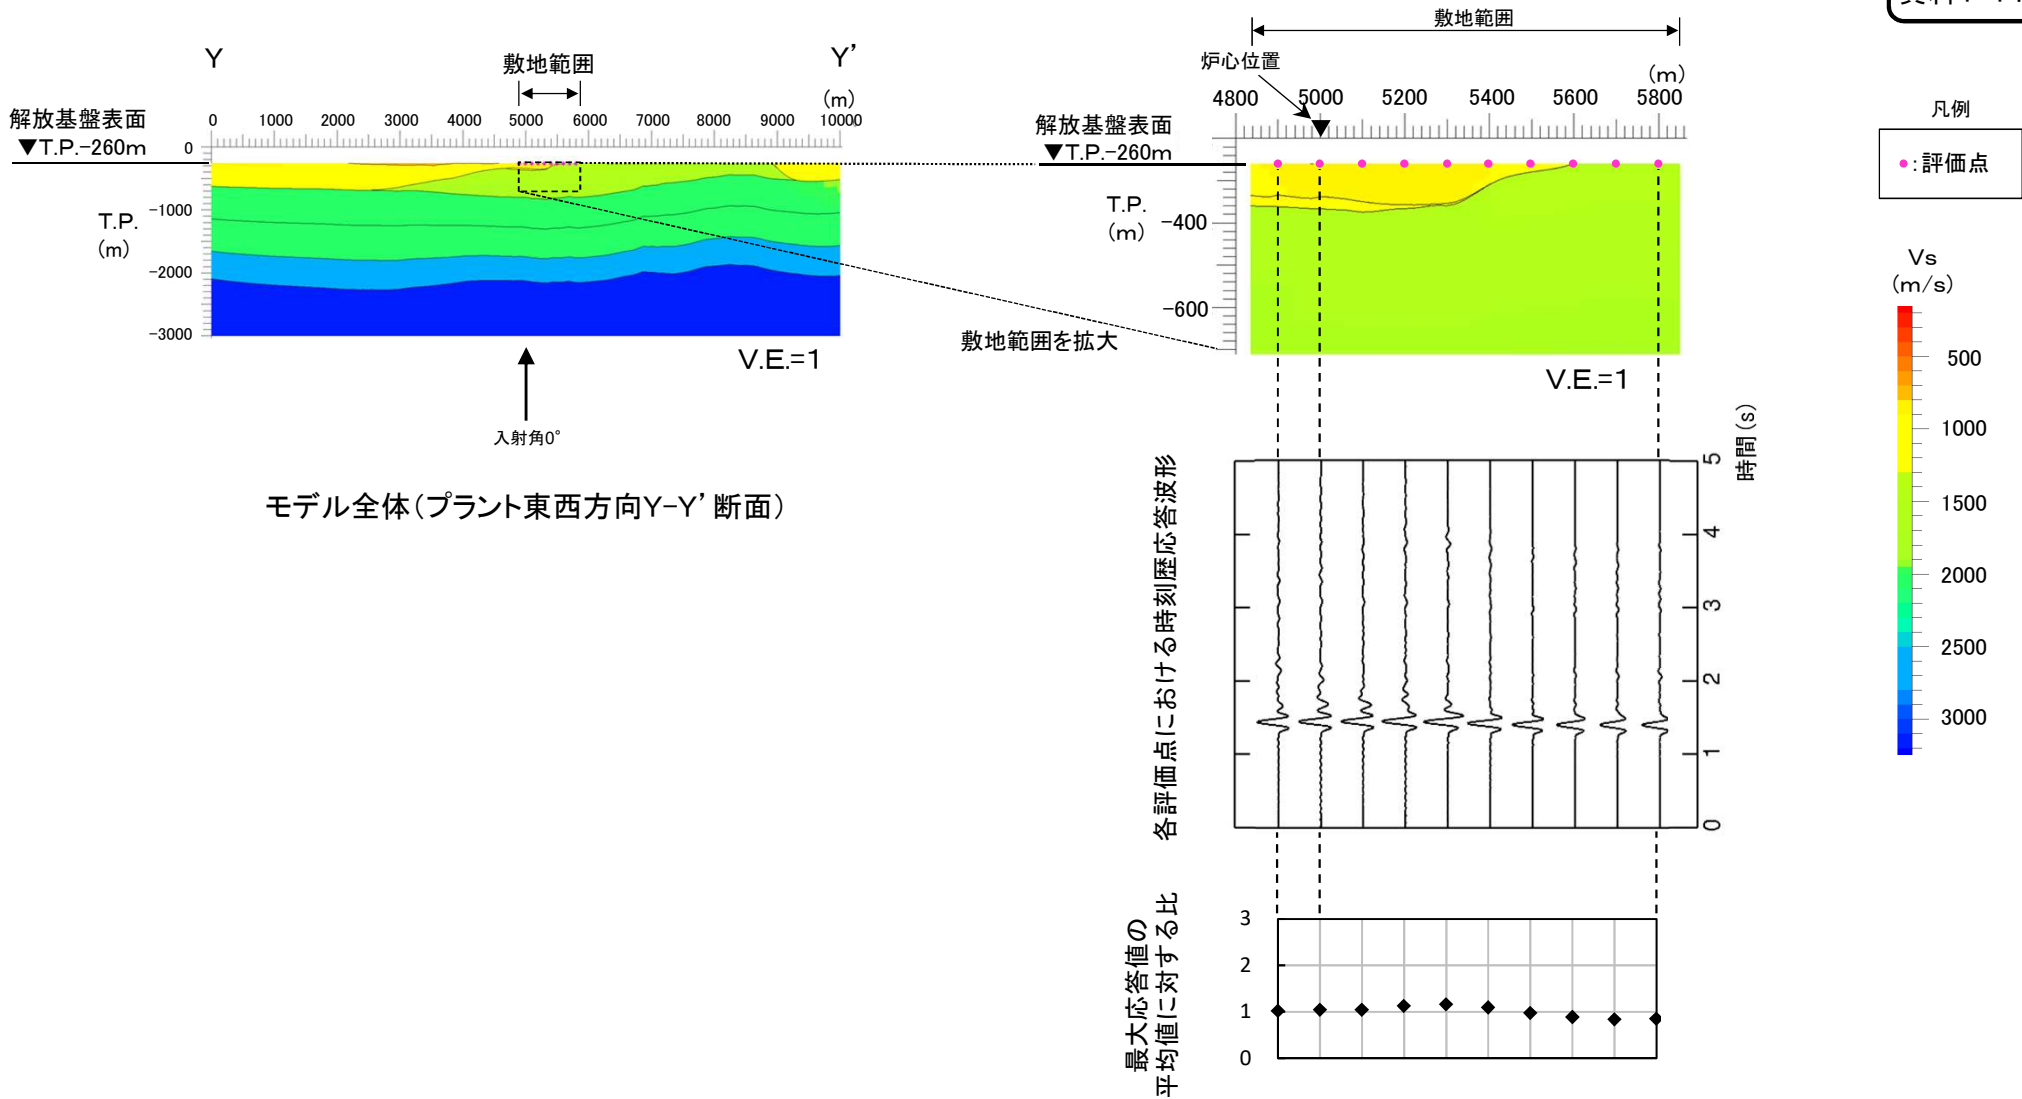 Y
Y’
敷地範囲
(m)
解放基盤表面
▼T.P.-260m
0 1000 2000 3000 4000 5000 6000 7000 8000 9000 10000
0
-1000
-2000
-3000
T.P.
(m)
V.E.=1
入射角0°
モデル全体(プラント東西方向Y-Y’断面)
敷地範囲
炉心位置
(m)
4800 5000 5200 5400 5600 5800
解放基盤表面
▼T.P.-260m
T.P.
(m)
-400
-600
敷地範囲を拡大
V.E.=1
凡例
●:評価点
Vs
(m/s)
500
1000
1500
2000
2500
3000
各評価点における時刻歴応答波形
時間(s)
5
4
3
2
1
0
最大応答値の
平均値に対する比
3
2
1
0